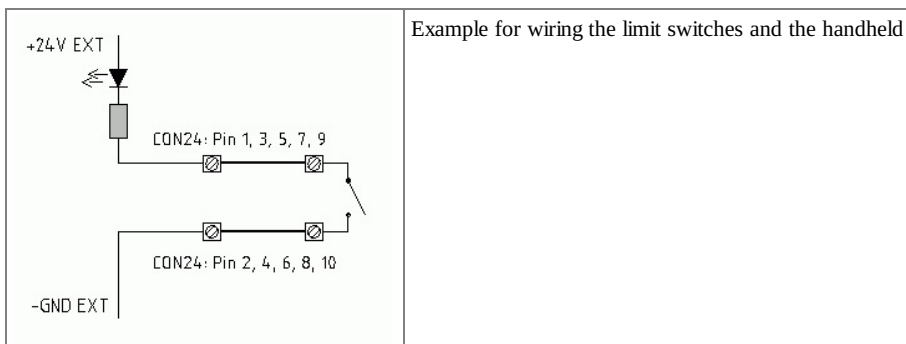 +24V EXT
CON24: Pin 1, 3, 5, 7, 9
CON24: Pin 2, 4, 6, 8, 10
-GND EXT
Example for wiring the limit switches and the handheld